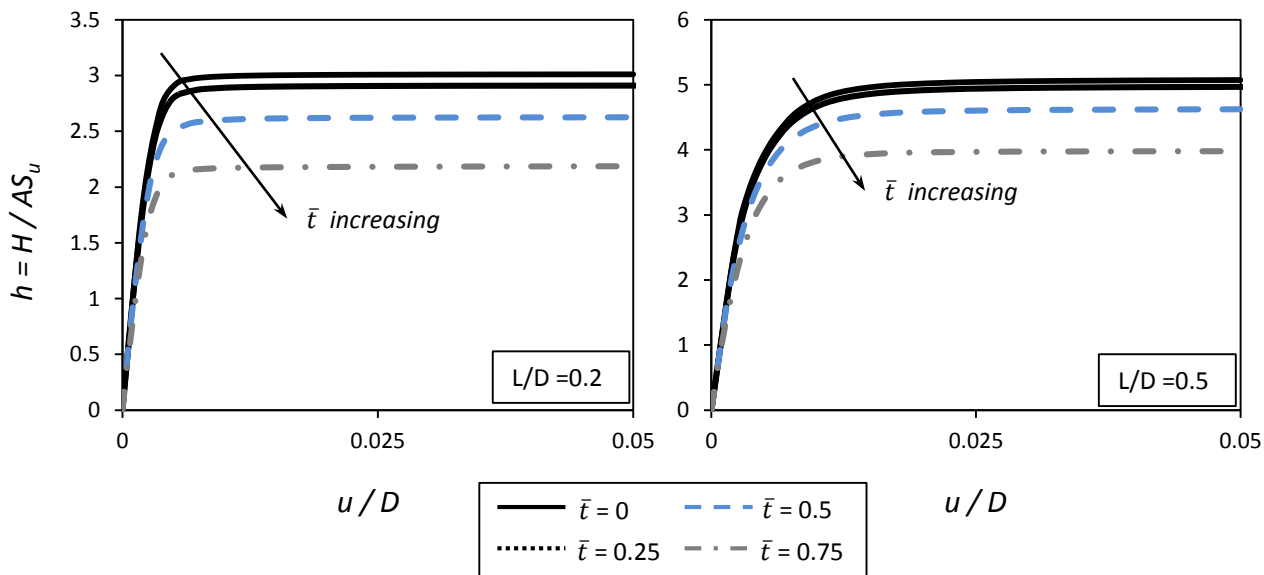 h = H / AS_u
3.5
3
2.5
2
1.5
1
0.5
0
0
0.025
0.05
t̄ increasing
L/D =0.2
u / D
6
5
4
3
2
1
0
0
0.025
0.05
t̄ increasing
L/D =0.5
u / D
t̄ = 0
t̄ = 0.5
t̄ = 0.25
t̄ = 0.75